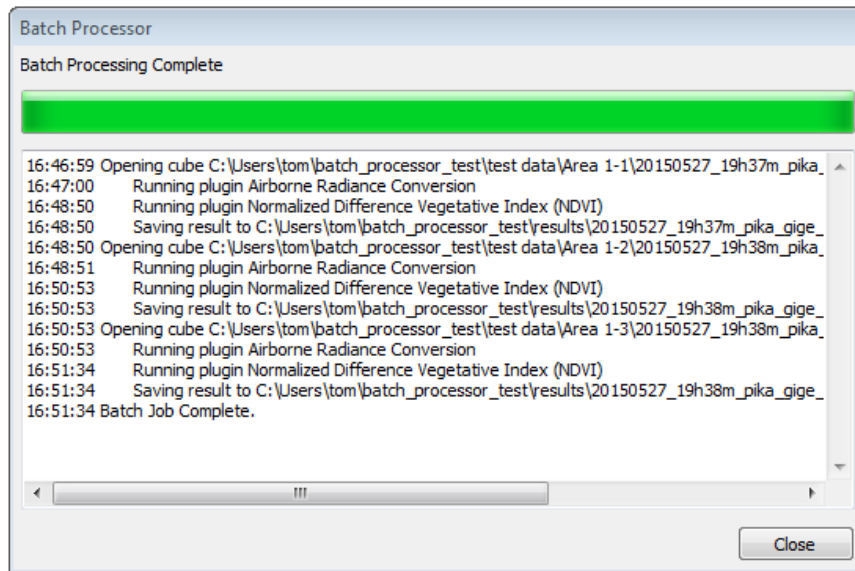 Batch Processor
Batch Processing Complete
16:46:59 Opening cube C:\Users\tom\batch_processor_test\test data\Area 1-1\20150527_19h37m_pika_
16:47:00 Running plugin Airborne Radiance Conversion
16:48:50 Running plugin Normalized Difference Vegetative Index (NDVI)
16:48:50 Saving result to C:\Users\tom\batch_processor_test\results\20150527_19h37m_pika_gige_
16:48:50 Opening cube C:\Users\tom\batch_processor_test\test data\Area 1-2\20150527_19h38m_pika_
16:48:51 Running plugin Airborne Radiance Conversion
16:50:53 Running plugin Normalized Difference Vegetative Index (NDVI)
16:50:53 Saving result to C:\Users\tom\batch_processor_test\results\20150527_19h38m_pika_gige_
16:50:53 Opening cube C:\Users\tom\batch_processor_test\test data\Area 1-3\20150527_19h38m_pika_
16:50:53 Running plugin Airborne Radiance Conversion
16:51:34 Running plugin Normalized Difference Vegetative Index (NDVI)
16:51:34 Saving result to C:\Users\tom\batch_processor_test\results\20150527_19h38m_pika_gige_
16:51:34 Batch Job Complete.
Close